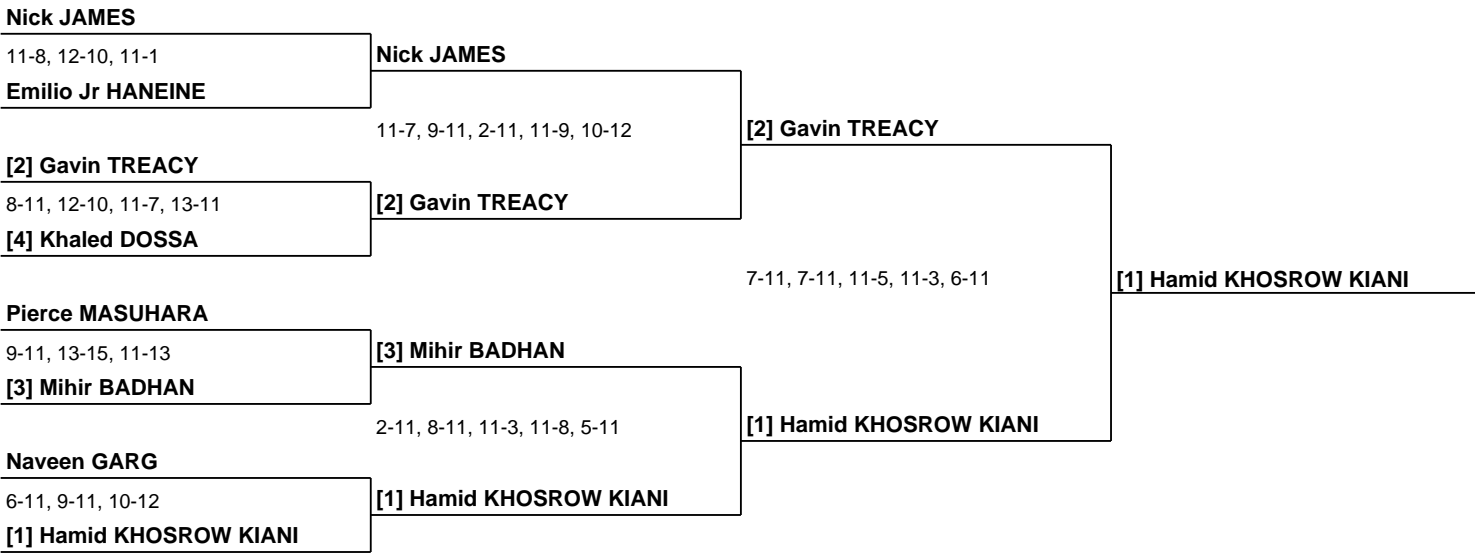 Nick JAMES
11-8, 12-10, 11-1
Nick JAMES
Emilio Jr HANEINE
11-7, 9-11, 2-11, 11-9, 10-12
[2] Gavin TREACY
[2] Gavin TREACY
8-11, 12-10, 11-7, 13-11
[2] Gavin TREACY
[4] Khaled DOSSA
7-11, 7-11, 11-5, 11-3, 6-11
[1] Hamid KHOSROW KIANI
Pierce MASUHARA
9-11, 13-15, 11-13
[3] Mihir BADHAN
[3] Mihir BADHAN
2-11, 8-11, 11-3, 11-8, 5-11
[1] Hamid KHOSROW KIANI
Naveen GARG
6-11, 9-11, 10-12
[1] Hamid KHOSROW KIANI
[1] Hamid KHOSROW KIANI